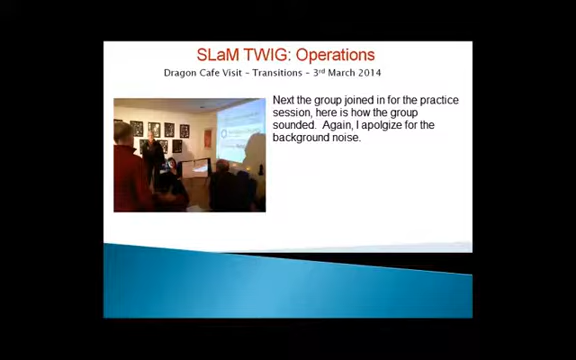 SLaM TWIG: Operations
Dragon Cafe Visit – Transitions – 3rd March 2014
Next the group joined in for the practice
session, here is how the group
sounded.  Again, I apolgize for the
background noise.